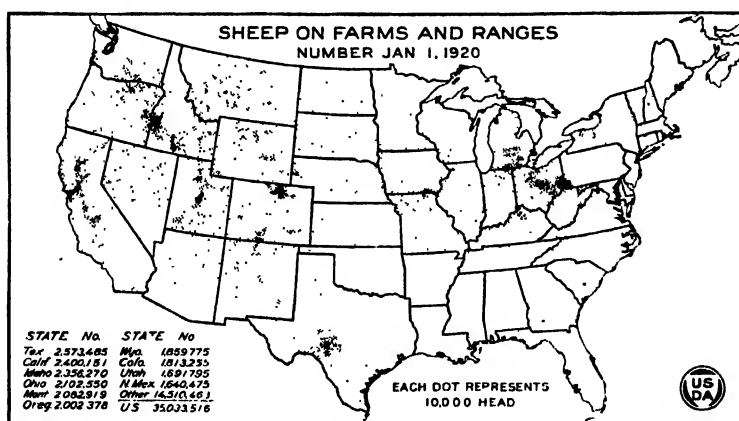 SHEEP ON FARMS AND RANGES
NUMBER JAN 1, 1920
STATE No. STATE No
Tex 2,573,485 Wyo. 1,859,775
Calif 2,400,151 Colo. 1,813,255
Idaho 2,356,270 Utah 1,691,795
Ohio 2,102,550 N Mex 1,640,475
Mont 2,082,919 Other 14,510,463
Oreg. 2,002,378 U S 35,033,516
EACH DOT REPRESENTS
10,000 HEAD
US
DA